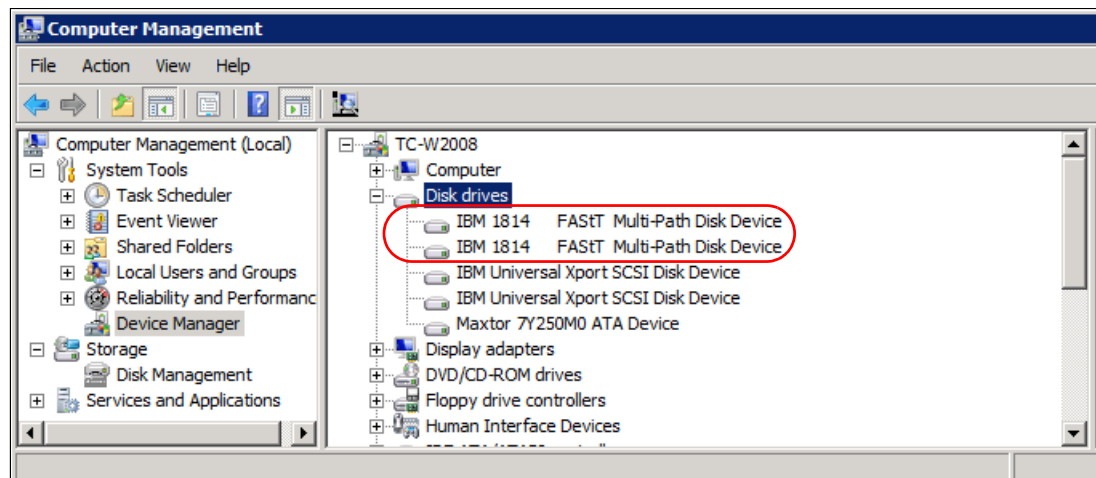 Computer Management
File Action View Help
Computer Management (Local)
System Tools
Task Scheduler
Event Viewer
Shared Folders
Local Users and Groups
Reliability and Performanc
Device Manager
Storage
Disk Management
Services and Applications
TC-W2008
Computer
Disk drives
IBM 1814 FAStT Multi-Path Disk Device
IBM 1814 FAStT Multi-Path Disk Device
IBM Universal Xport SCSI Disk Device
IBM Universal Xport SCSI Disk Device
Maxtor 7Y250M0 ATA Device
Display adapters
DVD/CD-ROM drives
Floppy drive controllers
Human Interface Devices